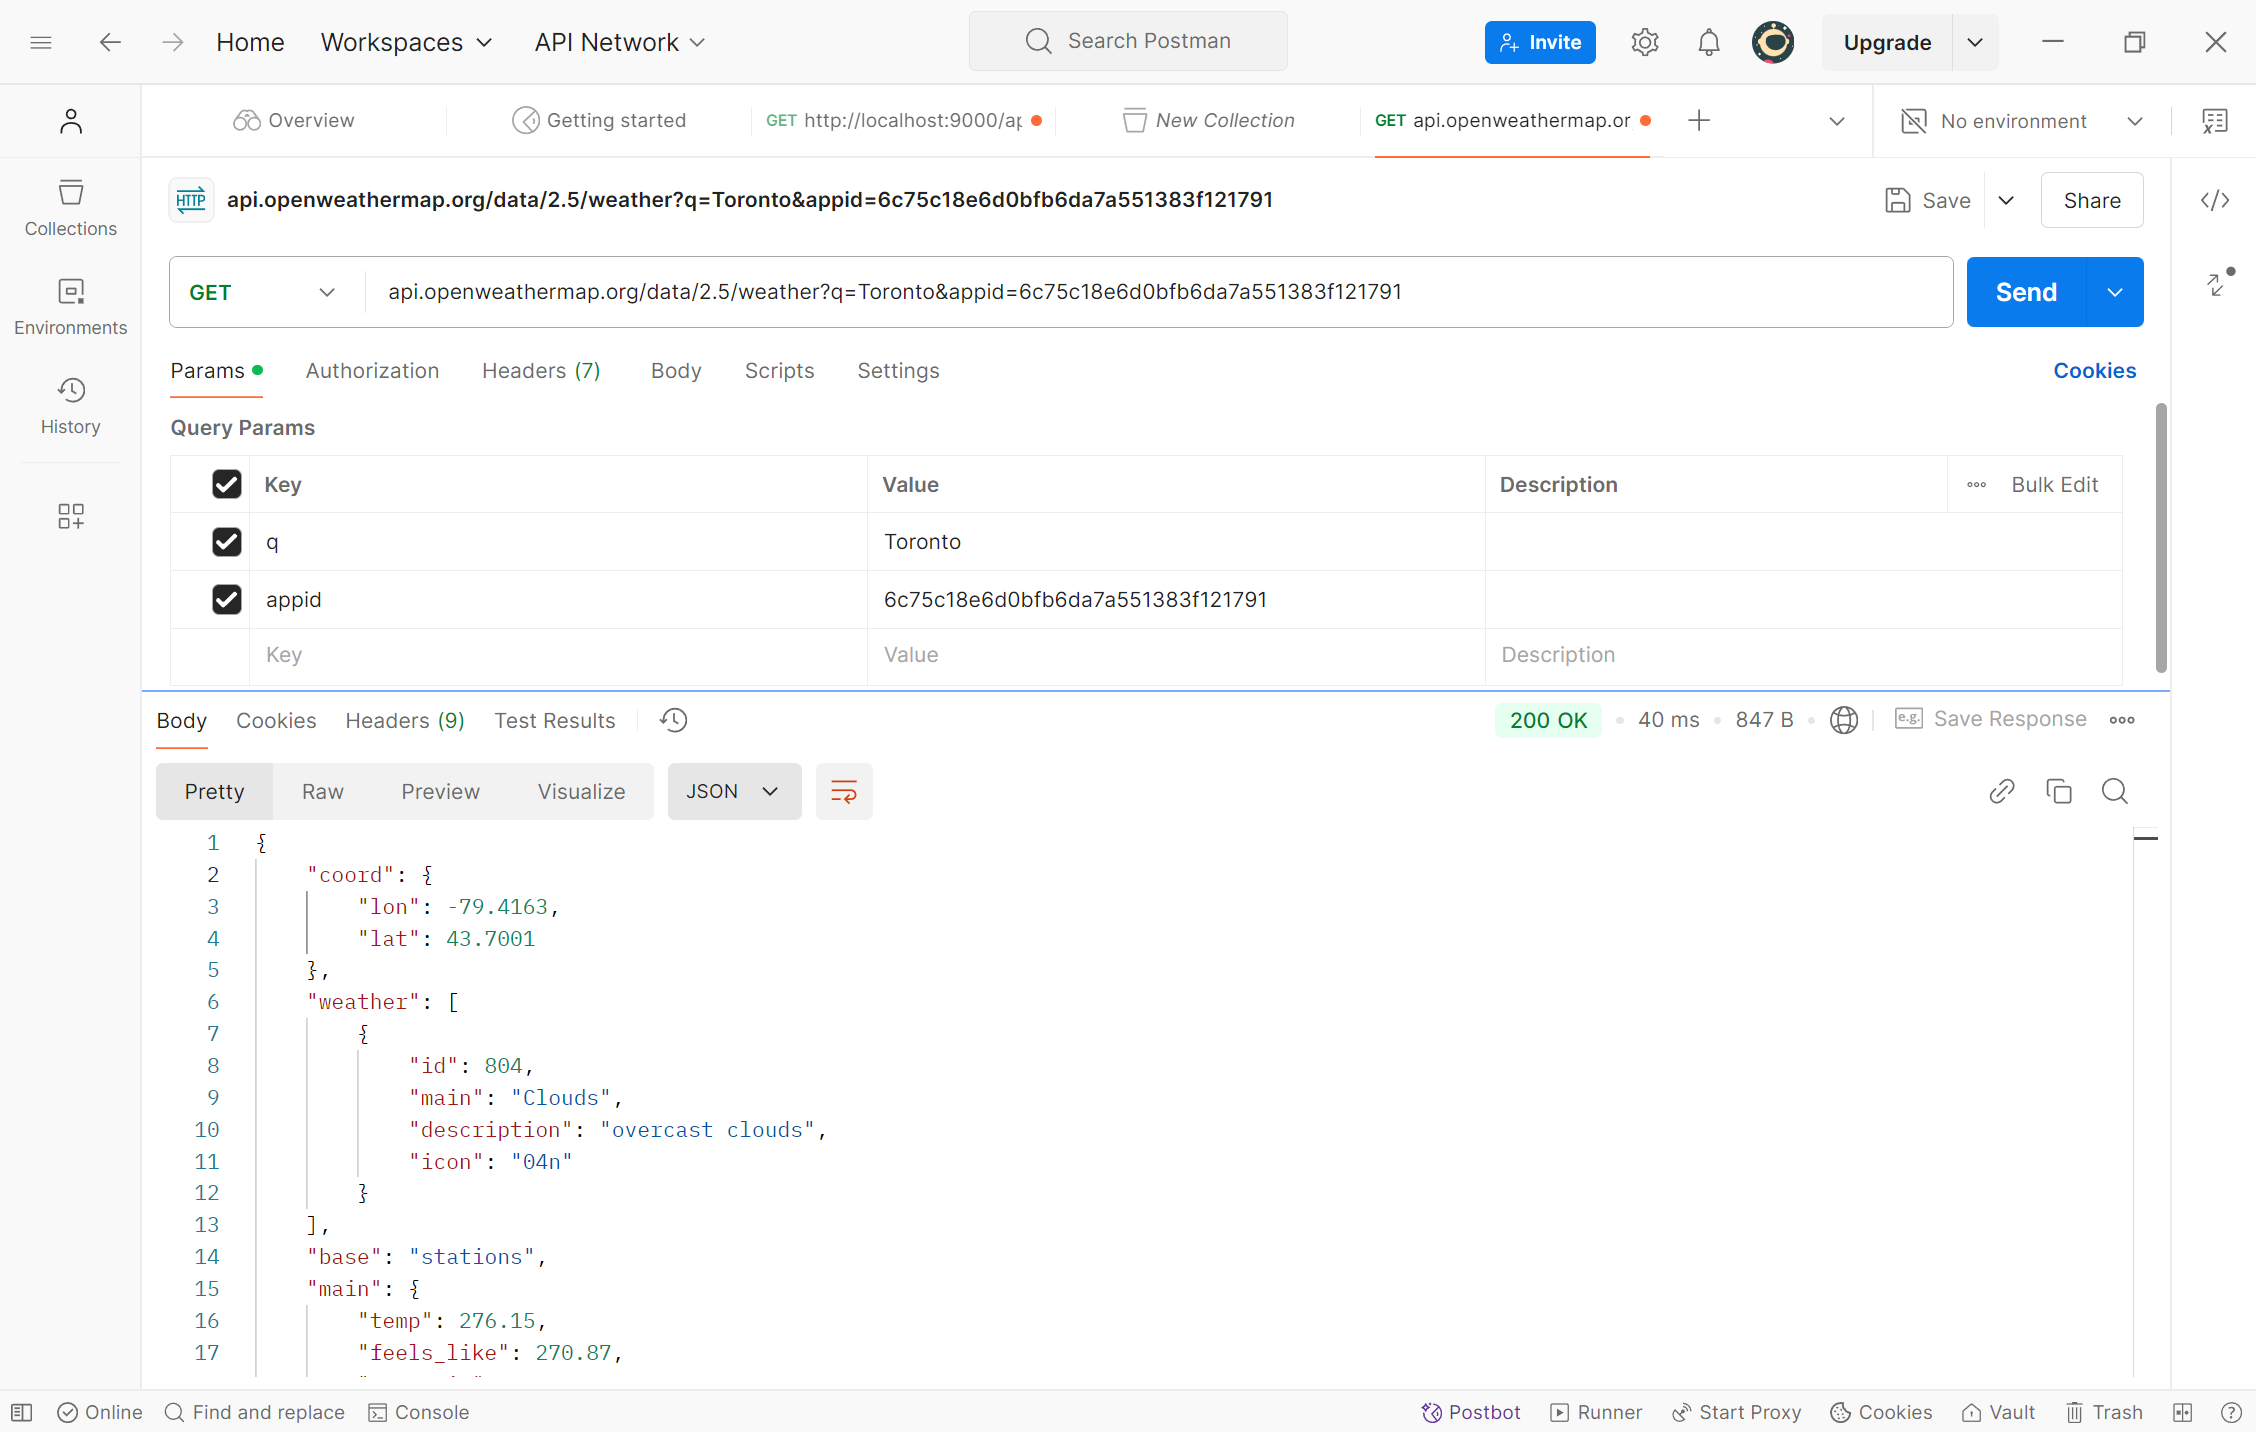 Home
Workspaces
API Network
Search Postman
Invite
Upgrade
Overview
Getting started
GET http://localhost:9000/ap
New Collection
GET api.openweathermap.or
No environment
HTTP
api.openweathermap.org/data/2.5/weather?q=Toronto&appid=6c75c18e6d0bfb6da7a551383f121791
Save
Share
Collections
Environments
History
GET
api.openweathermap.org/data/2.5/weather?q=Toronto&appid=6c75c18e6d0bfb6da7a551383f121791
Send
Params
Authorization
Headers (7)
Body
Scripts
Settings
Cookies
Query Params
Key
Value
Description
Bulk Edit
q
Toronto
appid
6c75c18e6d0bfb6da7a551383f121791
Key
Value
Description
Body
Cookies
Headers (9)
Test Results
200 OK
40 ms
847 B
e.g.
Save Response
Pretty
Raw
Preview
Visualize
JSON
1 {
2 "coord": {
3 "lon": -79.4163,
4 "lat": 43.7001
5 },
6 "weather": [
7 {
8 "id": 804,
9 "main": "Clouds",
10 "description": "overcast clouds",
11 "icon": "04n"
12 }
13 ],
14 "base": "stations",
15 "main": {
16 "temp": 276.15,
17 "feels_like": 270.87,
Online
Find and replace
Console
Postbot
Runner
Start Proxy
Cookies
Vault
Trash